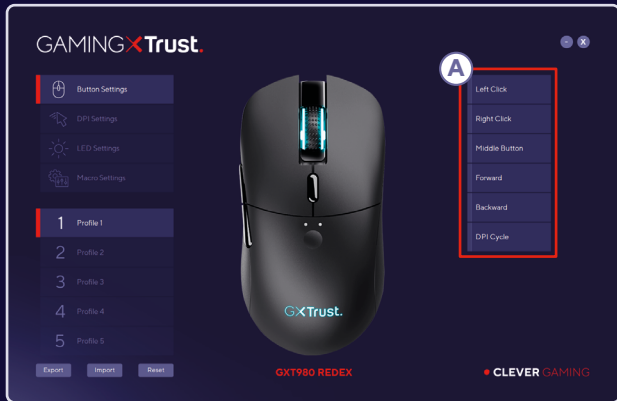 GAMINGXTrust.
- X
A
Button Settings
DPI Settings
LED Settings
Macro Settings
1 Profile 1
2 Profile 2
3 Profile 3
4 Profile 4
5 Profile 5
Export Import Reset
GXTrust.
GXT980 REDEX
Left Click
Right Click
Middle Button
Forward
Backward
DPI Cycle
CLEVER GAMING